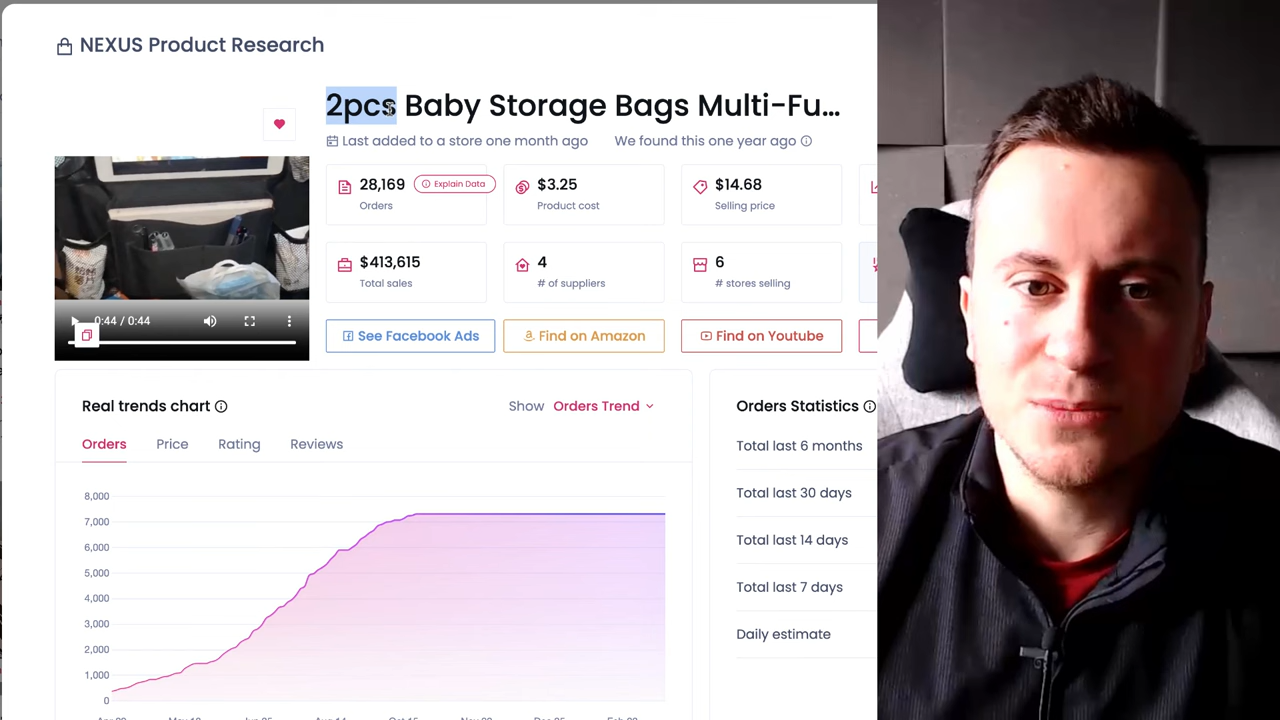 NEXUS Product Research
2pcs Baby Storage Bags Multi-Fu...
Last added to a store one month ago
We found this one year ago
28,169
Explain Data
Orders
$3.25
Product cost
$14.68
Selling price
$413,615
Total sales
4
# of suppliers
6
# stores selling
0:44 / 0:44
See Facebook Ads
Find on Amazon
Find on Youtube
Real trends chart
Show Orders Trend
Orders Price Rating Reviews
8,000
7,000
6,000
5,000
4,000
3,000
2,000
1,000
0
Orders Statistics
Total last 6 months
Total last 30 days
Total last 14 days
Total last 7 days
Daily estimate